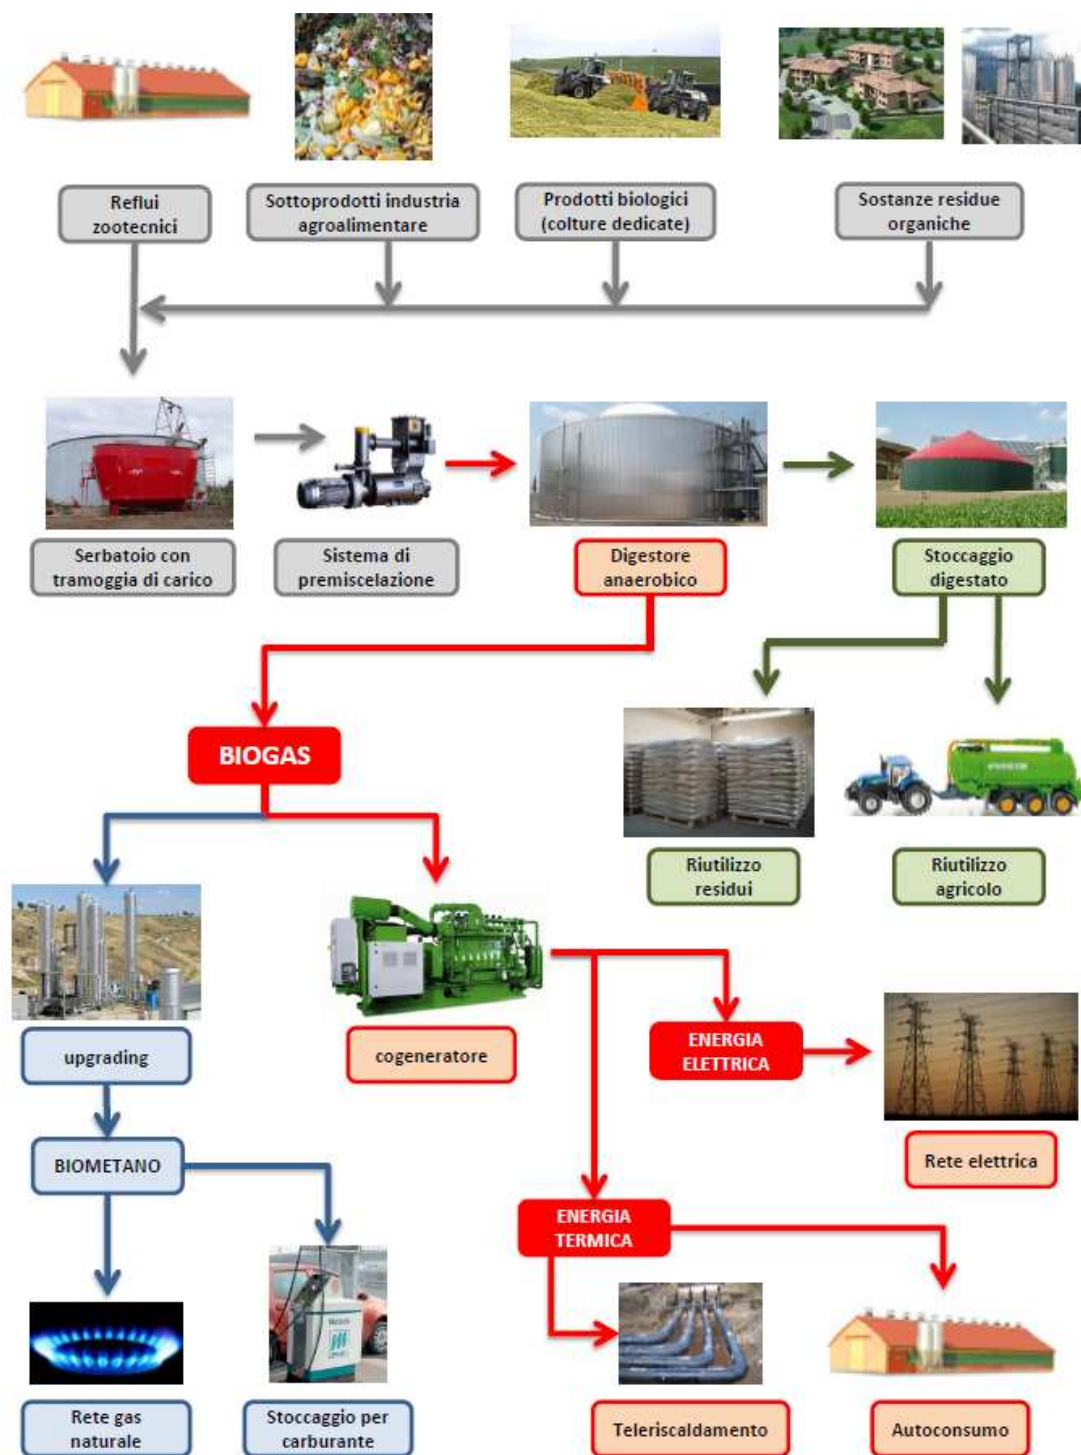 Reflui
zootecnici
Sottoprodotti industria
agroalimentare
Prodotti biologici
(colture dedicate)
Sostanze residue
organiche
Serbatoio con
tramoggia di carico
Sistema di
premiscelazione
Digestore
anaerobico
Stoccaggio
digestato
BIOGAS
Riutilizzo
residui
Riutilizzo
agricolo
upgrading
cogeneratore
ENERGIA
ELETTRICA
BIOMETANO
Rete elettrica
ENERGIA
TERMICA
Rete gas
naturale
Stoccaggio per
carburante
Teleriscaldamento
Autoconsumo